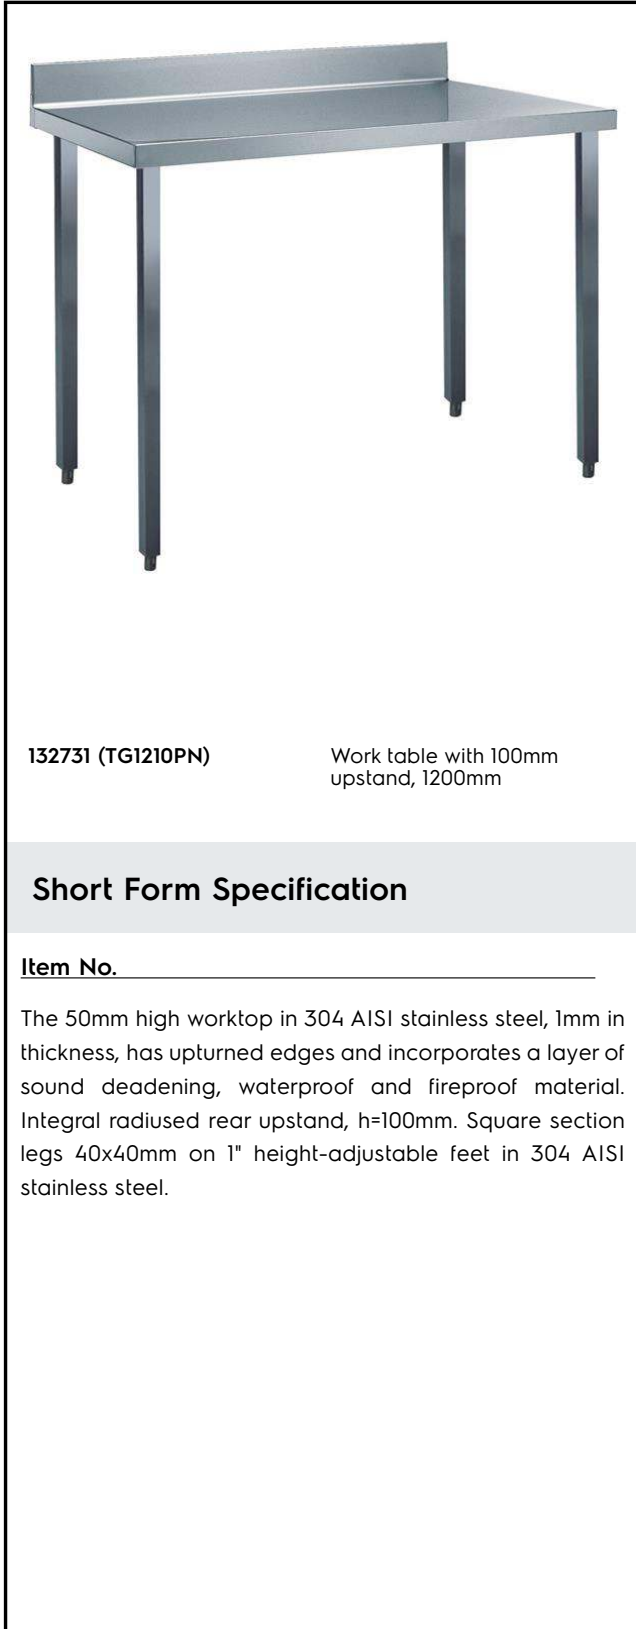 132731 (TG1210PN)
Work table with 100mm
upstand, 1200mm
Short Form Specification
Item No.
The 50mm high worktop in 304 AISI stainless steel, 1mm in
thickness, has upturned edges and incorporates a layer of
sound deadening, waterproof and fireproof material.
Integral radiused rear upstand, h=100mm. Square section
legs 40x40mm on 1" height-adjustable feet in 304 AISI
stainless steel.